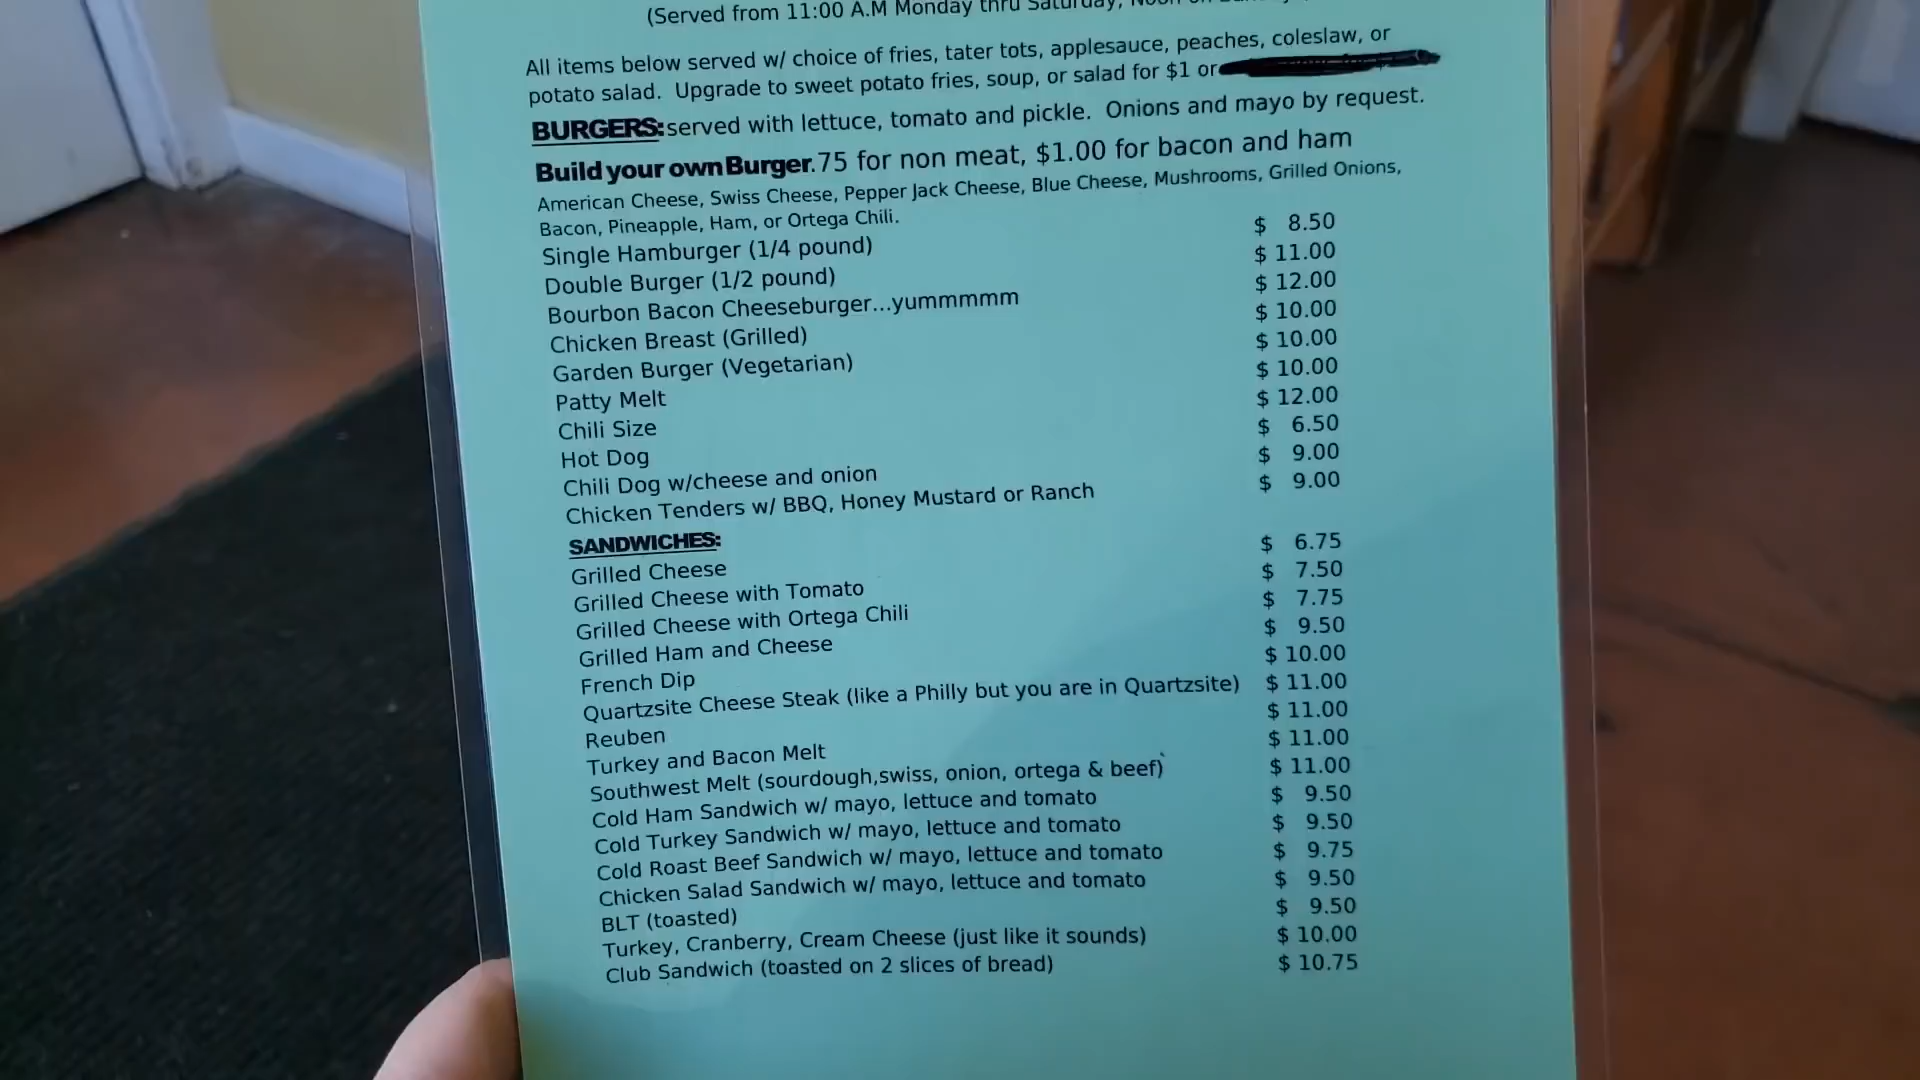 (Served from 11:00 A.M Monday thru Saturday, Noon on
All items below served w/ choice of fries, tater tots, applesauce, peaches, coleslaw, or
potato salad. Upgrade to sweet potato fries, soup, or salad for $1 or
BURGERS: served with lettuce, tomato and pickle. Onions and mayo by request.
Build your own Burger .75 for non meat, $1.00 for bacon and ham
American Cheese, Swiss Cheese, Pepper Jack Cheese, Blue Cheese, Mushrooms, Grilled Onions,
Bacon, Pineapple, Ham, or Ortega Chili.
Single Hamburger (1/4 pound) $ 8.50
Double Burger (1/2 pound) $ 11.00
Bourbon Bacon Cheeseburger...yummmmm $ 12.00
Chicken Breast (Grilled) $ 10.00
Garden Burger (Vegetarian) $ 10.00
Patty Melt $ 10.00
Chili Size $ 12.00
Hot Dog $ 6.50
Chili Dog w/cheese and onion $ 9.00
Chicken Tenders w/ BBQ, Honey Mustard or Ranch $ 9.00
SANDWICHES:
Grilled Cheese $ 6.75
Grilled Cheese with Tomato $ 7.50
Grilled Cheese with Ortega Chili $ 7.75
Grilled Ham and Cheese $ 9.50
French Dip $ 10.00
Quartzsite Cheese Steak (like a Philly but you are in Quartzsite) $ 11.00
Reuben $ 11.00
Turkey and Bacon Melt $ 11.00
Southwest Melt (sourdough,swiss, onion, ortega & beef) $ 11.00
Cold Ham Sandwich w/ mayo, lettuce and tomato $ 9.50
Cold Turkey Sandwich w/ mayo, lettuce and tomato $ 9.50
Cold Roast Beef Sandwich w/ mayo, lettuce and tomato $ 9.75
Chicken Salad Sandwich w/ mayo, lettuce and tomato $ 9.50
BLT (toasted) $ 9.50
Turkey, Cranberry, Cream Cheese (just like it sounds) $ 10.00
Club Sandwich (toasted on 2 slices of bread) $ 10.75